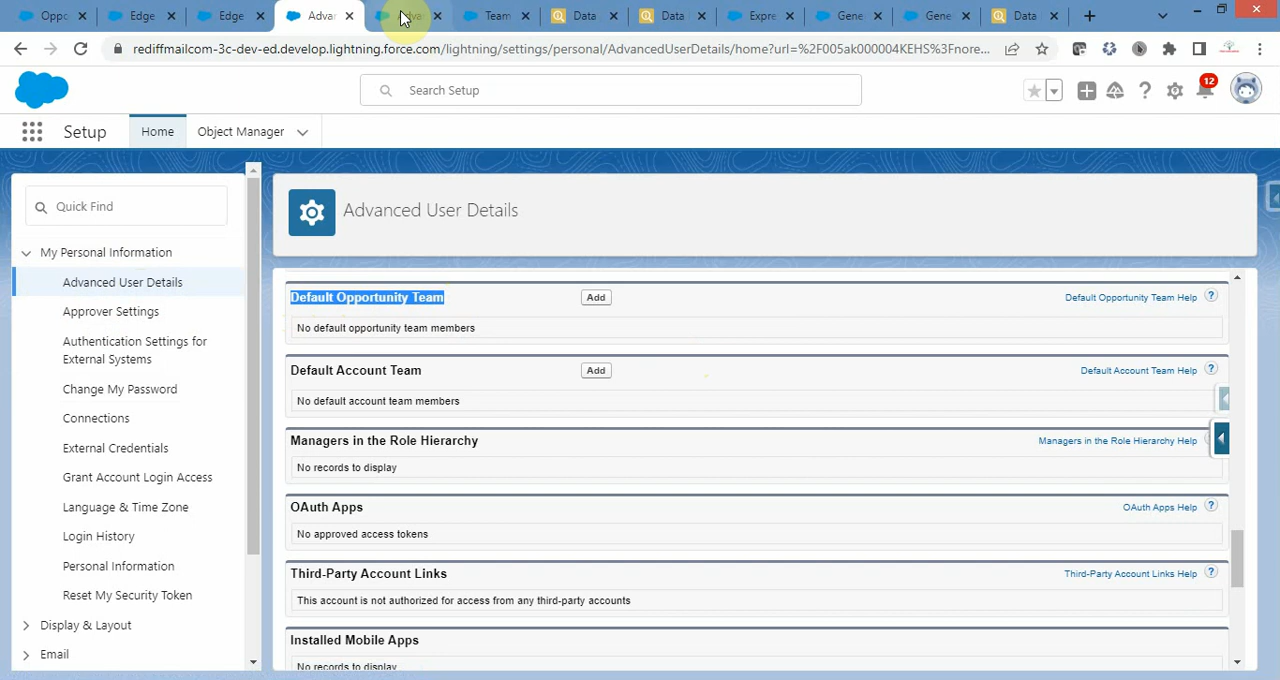 Oppo
Edge
Edge
Advar
Advar
Team
Data
Data
Expre
Gene
Gene
Data
rediffmailcom-3c-dev-ed.develop.lightning.force.com/lightning/settings/personal/AdvancedUserDetails/home?url=%2F005ak000004KEHS%3Fnore...
Search Setup
12
Setup
Home
Object Manager
Quick Find
Advanced User Details
My Personal Information
Advanced User Details
Approver Settings
Authentication Settings for
External Systems
Change My Password
Connections
External Credentials
Grant Account Login Access
Language & Time Zone
Login History
Personal Information
Reset My Security Token
Display & Layout
Email
Default Opportunity Team
Add
Default Opportunity Team Help
No default opportunity team members
Default Account Team
Add
Default Account Team Help
No default account team members
Managers in the Role Hierarchy
Managers in the Role Hierarchy Help
No records to display
OAuth Apps
OAuth Apps Help
No approved access tokens
Third-Party Account Links
Third-Party Account Links Help
This account is not authorized for access from any third-party accounts
Installed Mobile Apps
No records to display